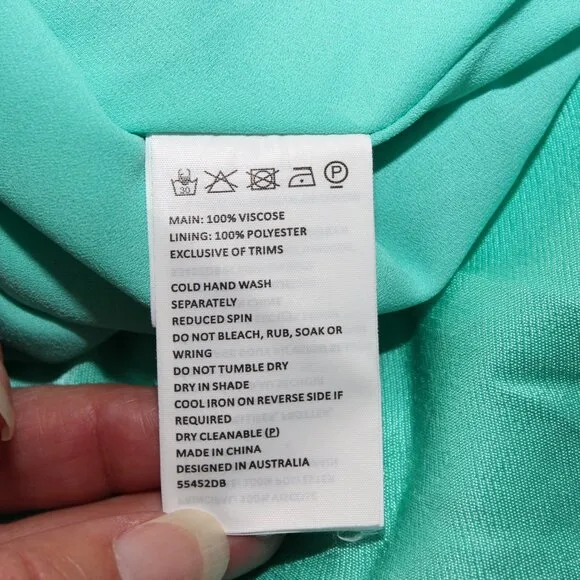 30 P
MAIN: 100% VISCOSE
LINING: 100% POLYESTER
EXCLUSIVE OF TRIMS
COLD HAND WASH
SEPARATELY
REDUCED SPIN
DO NOT BLEACH, RUB, SOAK OR
WRING
DO NOT TUMBLE DRY
DRY IN SHADE
COOL IRON ON REVERSE SIDE IF
REQUIRED
DRY CLEANABLE (P)
MADE IN CHINA
DESIGNED IN AUSTRALIA
55452DB